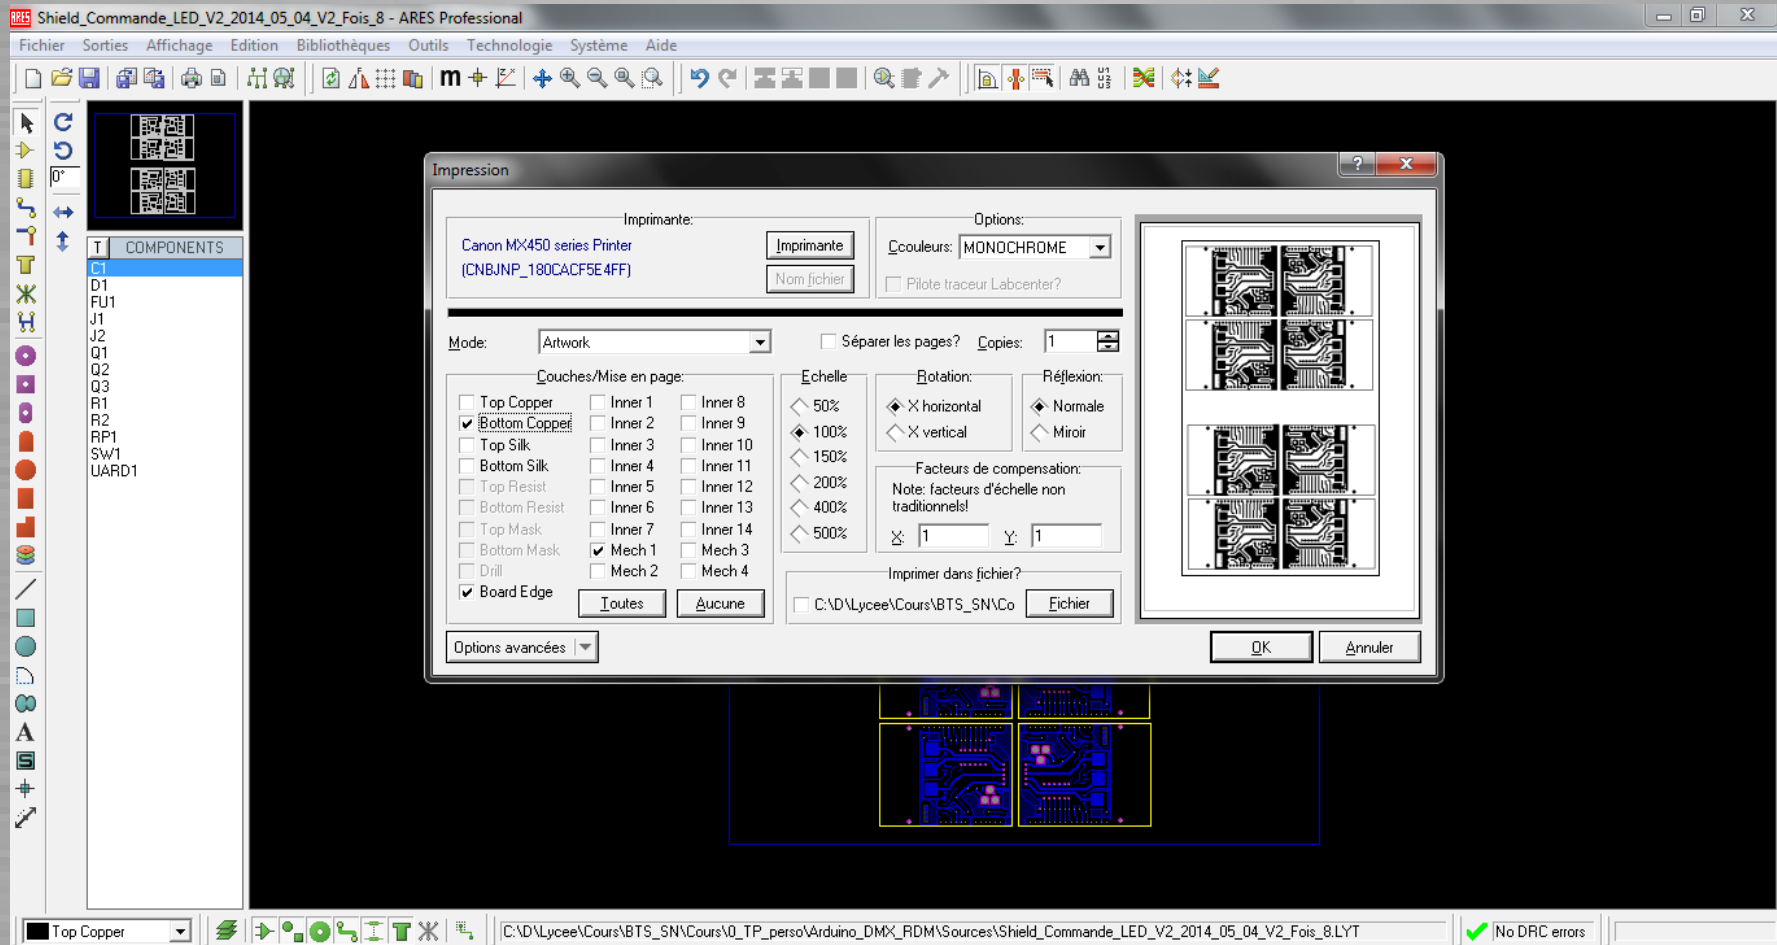 ARES Shield_Commande_LED_V2_2014_05_04_V2_Fois_8 - ARES Professional
Fichier Sorties Affichage Edition Bibliothèques Outils Technologie Système Aide
m
0°
T COMPONENTS
C1
D1
FU1
J1
J2
Q1
Q2
Q3
R1
R2
RP1
SW1
UARD1
Impression
Imprimante:
Canon MX450 series Printer
(CNBJNP_180CACF5E4FF)
Imprimante
Nom fichier
Options:
Ccouleurs: MONOCHROME
Pilote traceur Labcenter?
Mode: Artwork
Séparer les pages? Copies: 1
Couches/Mise en page:
Top Copper Inner 1 Inner 8
Bottom Copper Inner 2 Inner 9
Top Silk Inner 3 Inner 10
Bottom Silk Inner 4 Inner 11
Top Resist Inner 5 Inner 12
Bottom Resist Inner 6 Inner 13
Top Mask Inner 7 Inner 14
Bottom Mask Mech 1 Mech 3
Drill Mech 2 Mech 4
Board Edge Toutes Aucune
Echelle
50%
100%
150%
200%
400%
500%
Rotation:
X horizontal
X vertical
Réflexion:
Normale
Miroir
Facteurs de compensation:
Note: facteurs d'échelle non
traditionnels!
X: 1 Y: 1
Imprimer dans fichier?
C:\D\Lycee\Cours\BTS_SN\Co Fichier
Options avancées
OK Annuler
A
S
Top Copper
C:\D\Lycee\Cours\BTS_SN\Cours\0_TP_perso\Arduino_DMX_RDM\Sources\Shield_Commande_LED_V2_2014_05_04_V2_Fois_8.LYT
No DRC errors